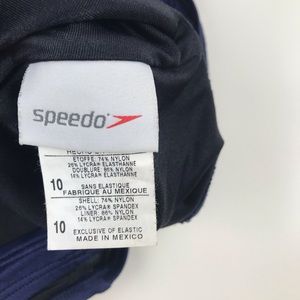 speedo
ETOFFE: 74% NYLON
26% LYCRA® ELASTHANNE
DOUBLURE: 86% NYLON
14% LYCRA® ELASTHANNE
10 SANS ELASTIQUE
FABRIQUE AU MEXIQUE
SHELL: 74% NYLON
26% LYCRA® SPANDEX
LINER: 86% NYLON
14% LYCRA® SPANDEX
10 EXCLUSIVE OF ELASTIC
MADE IN MEXICO